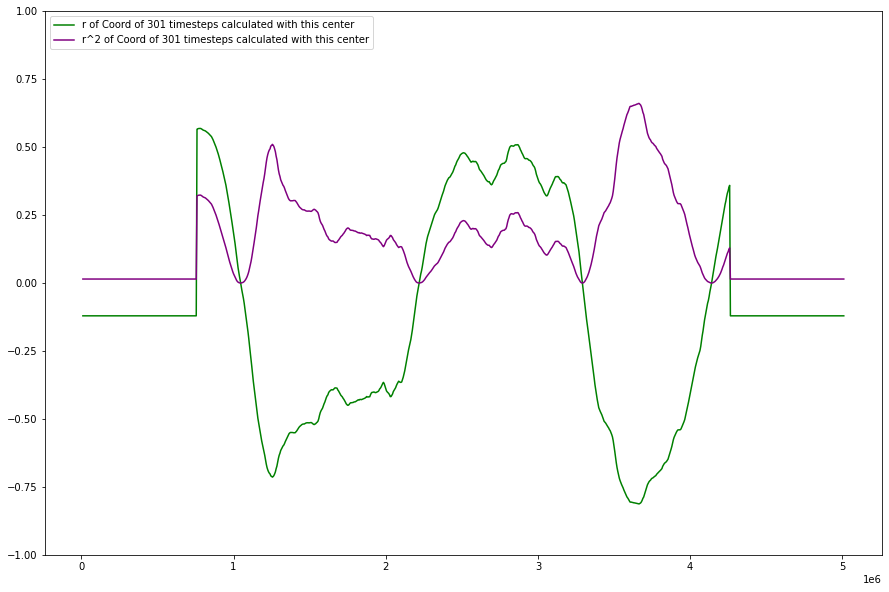 1.00
r of Coord of 301 timesteps calculated with this center
r^2 of Coord of 301 timesteps calculated with this center
0.75
0.50
0.25
0.00
−0.25
−0.50
−0.75
−1.00
0 1 2 3 4 5
1e6